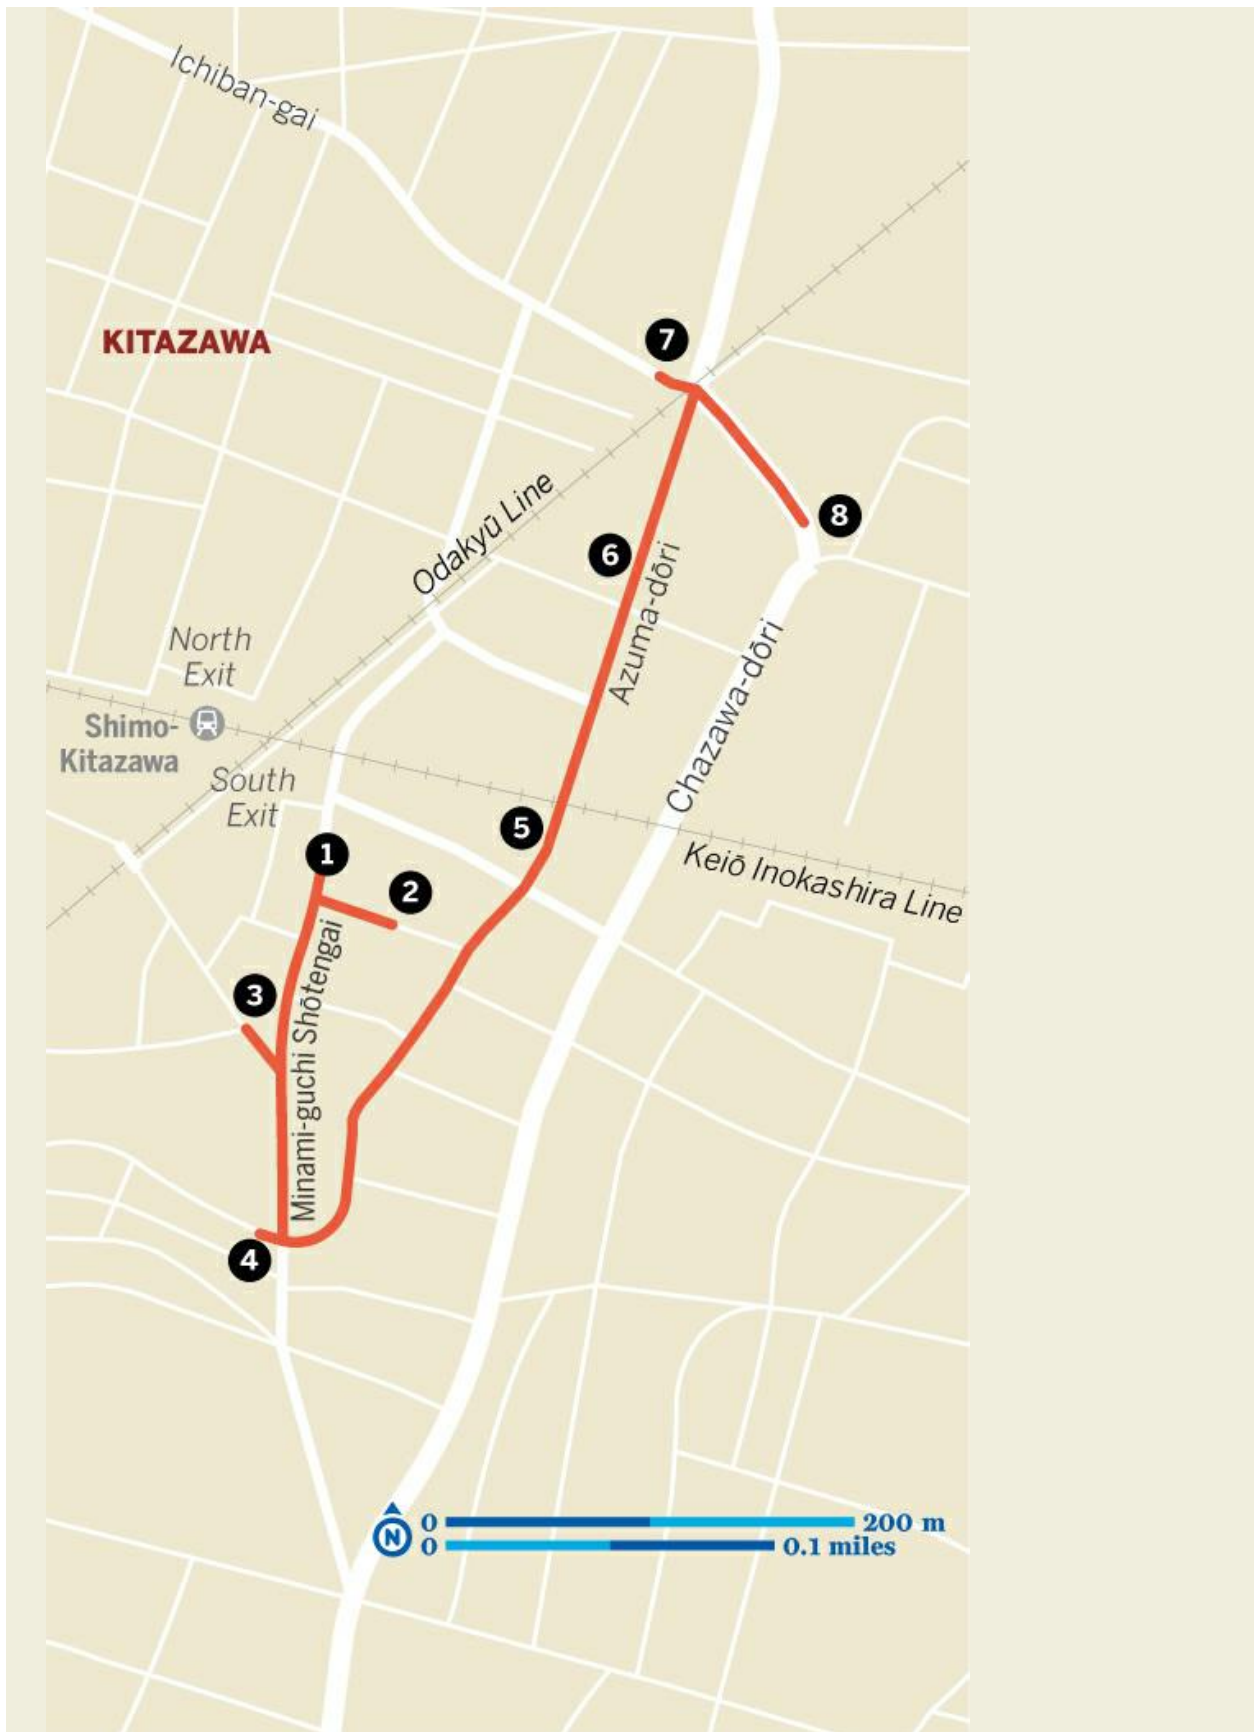 Ichiban-gai
7
KITAZAWA
8
Odakyū Line
6
Azuma-dōri
North
Exit
Shimo-
Kitazawa
South
Exit
Chazawa-dōri
5
1
Keiō Inokashira Line
2
Minami-guchi Shōtengai
3
4
N
0 200 m
0 0.1 miles